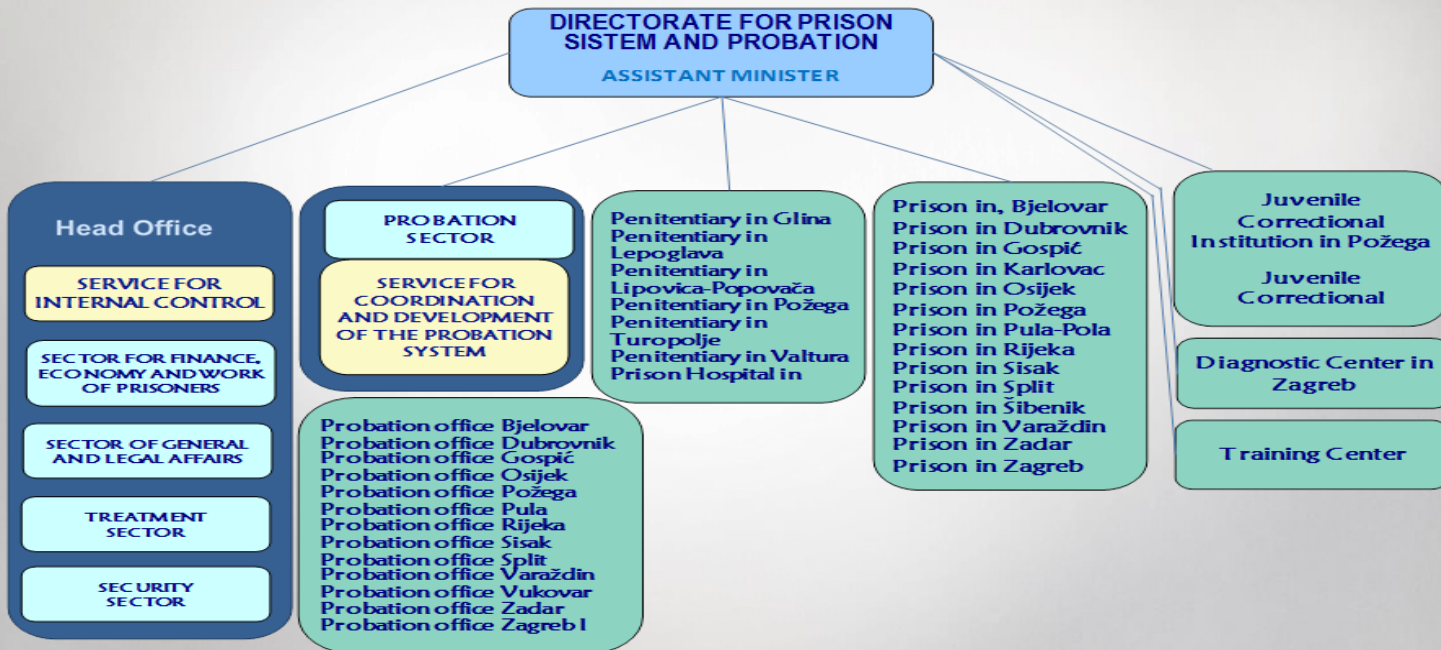 DIRECTORATE FOR PRISON
SISTEM AND PROBATION
ASSISTANT MINISTER
Head Office
SERVICE FOR
INTERNAL CONTROL
SECTOR FOR FINANCE,
ECONOMY AND WORK
OF PRISONERS
SECTOR OF GENERAL
AND LEGAL AFFAIRS
TREATMENT
SECTOR
SECURITY
SECTOR
PROBATION
SECTOR
SERVICE FOR
COORDINATION
AND DEVELOPMENT
OF THE PROBATION
SYSTEM
Probation office Bjelovar
Probation office Dubrovnik
Probation office Gospić
Probation office Osijek
Probation office Požega
Probation office Pula
Probation office Rijeka
Probation office Sisak
Probation office Split
Probation office Varaždin
Probation office Vukovar
Probation office Zadar
Probation office Zagreb I
Penitentiary in Glina
Penitentiary in
Lepoglava
Penitentiary in
Lipovica-Popovača
Penitentiary in Požega
Penitentiary in
Turopolje
Penitentiary in Valtura
Prison Hospital in
Prison in, Bjelovar
Prison in Dubrovnik
Prison in Gospić
Prison in Karlovac
Prison in Osijek
Prison in Požega
Prison in Pula-Pola
Prison in Rijeka
Prison in Sisak
Prison in Split
Prison in Šibenik
Prison in Varaždin
Prison in Zadar
Prison in Zagreb
Juvenile
Correctional
Institution in Požega
Juvenile
Correctional
Diagnostic Center in
Zagreb
Training Center